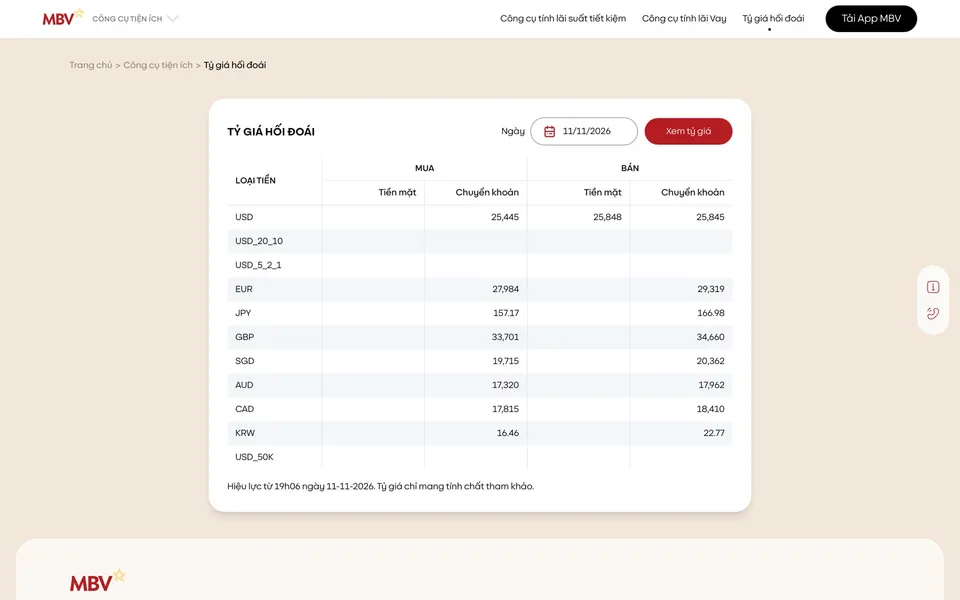 MBV CÔNG CỤ TIỆN ÍCH Công cụ tính lãi suất tiết kiệm Công cụ tính lãi Vay Tỷ giá hối đoái Tải App MBV
Trang chủ > Công cụ tiện ích > Tỷ giá hối đoái
TỶ GIÁ HỐI ĐOÁI Ngày 11/11/2026 Xem tỷ giá
LOẠI TIỀN MUA BÁN
Tiền mặt Chuyển khoản Tiền mặt Chuyển khoản
USD 25,445 25,848 25,845
USD_20_10
USD_5_2_1
EUR 27,984 29,319
JPY 157.17 166.98
GBP 33,701 34,660
SGD 19,715 20,362
AUD 17,320 17,962
CAD 17,815 18,410
KRW 16.46 22.77
USD_50K
Hiệu lực từ 19h06 ngày 11-11-2026. Tỷ giá chỉ mang tính chất tham khảo.
MBV